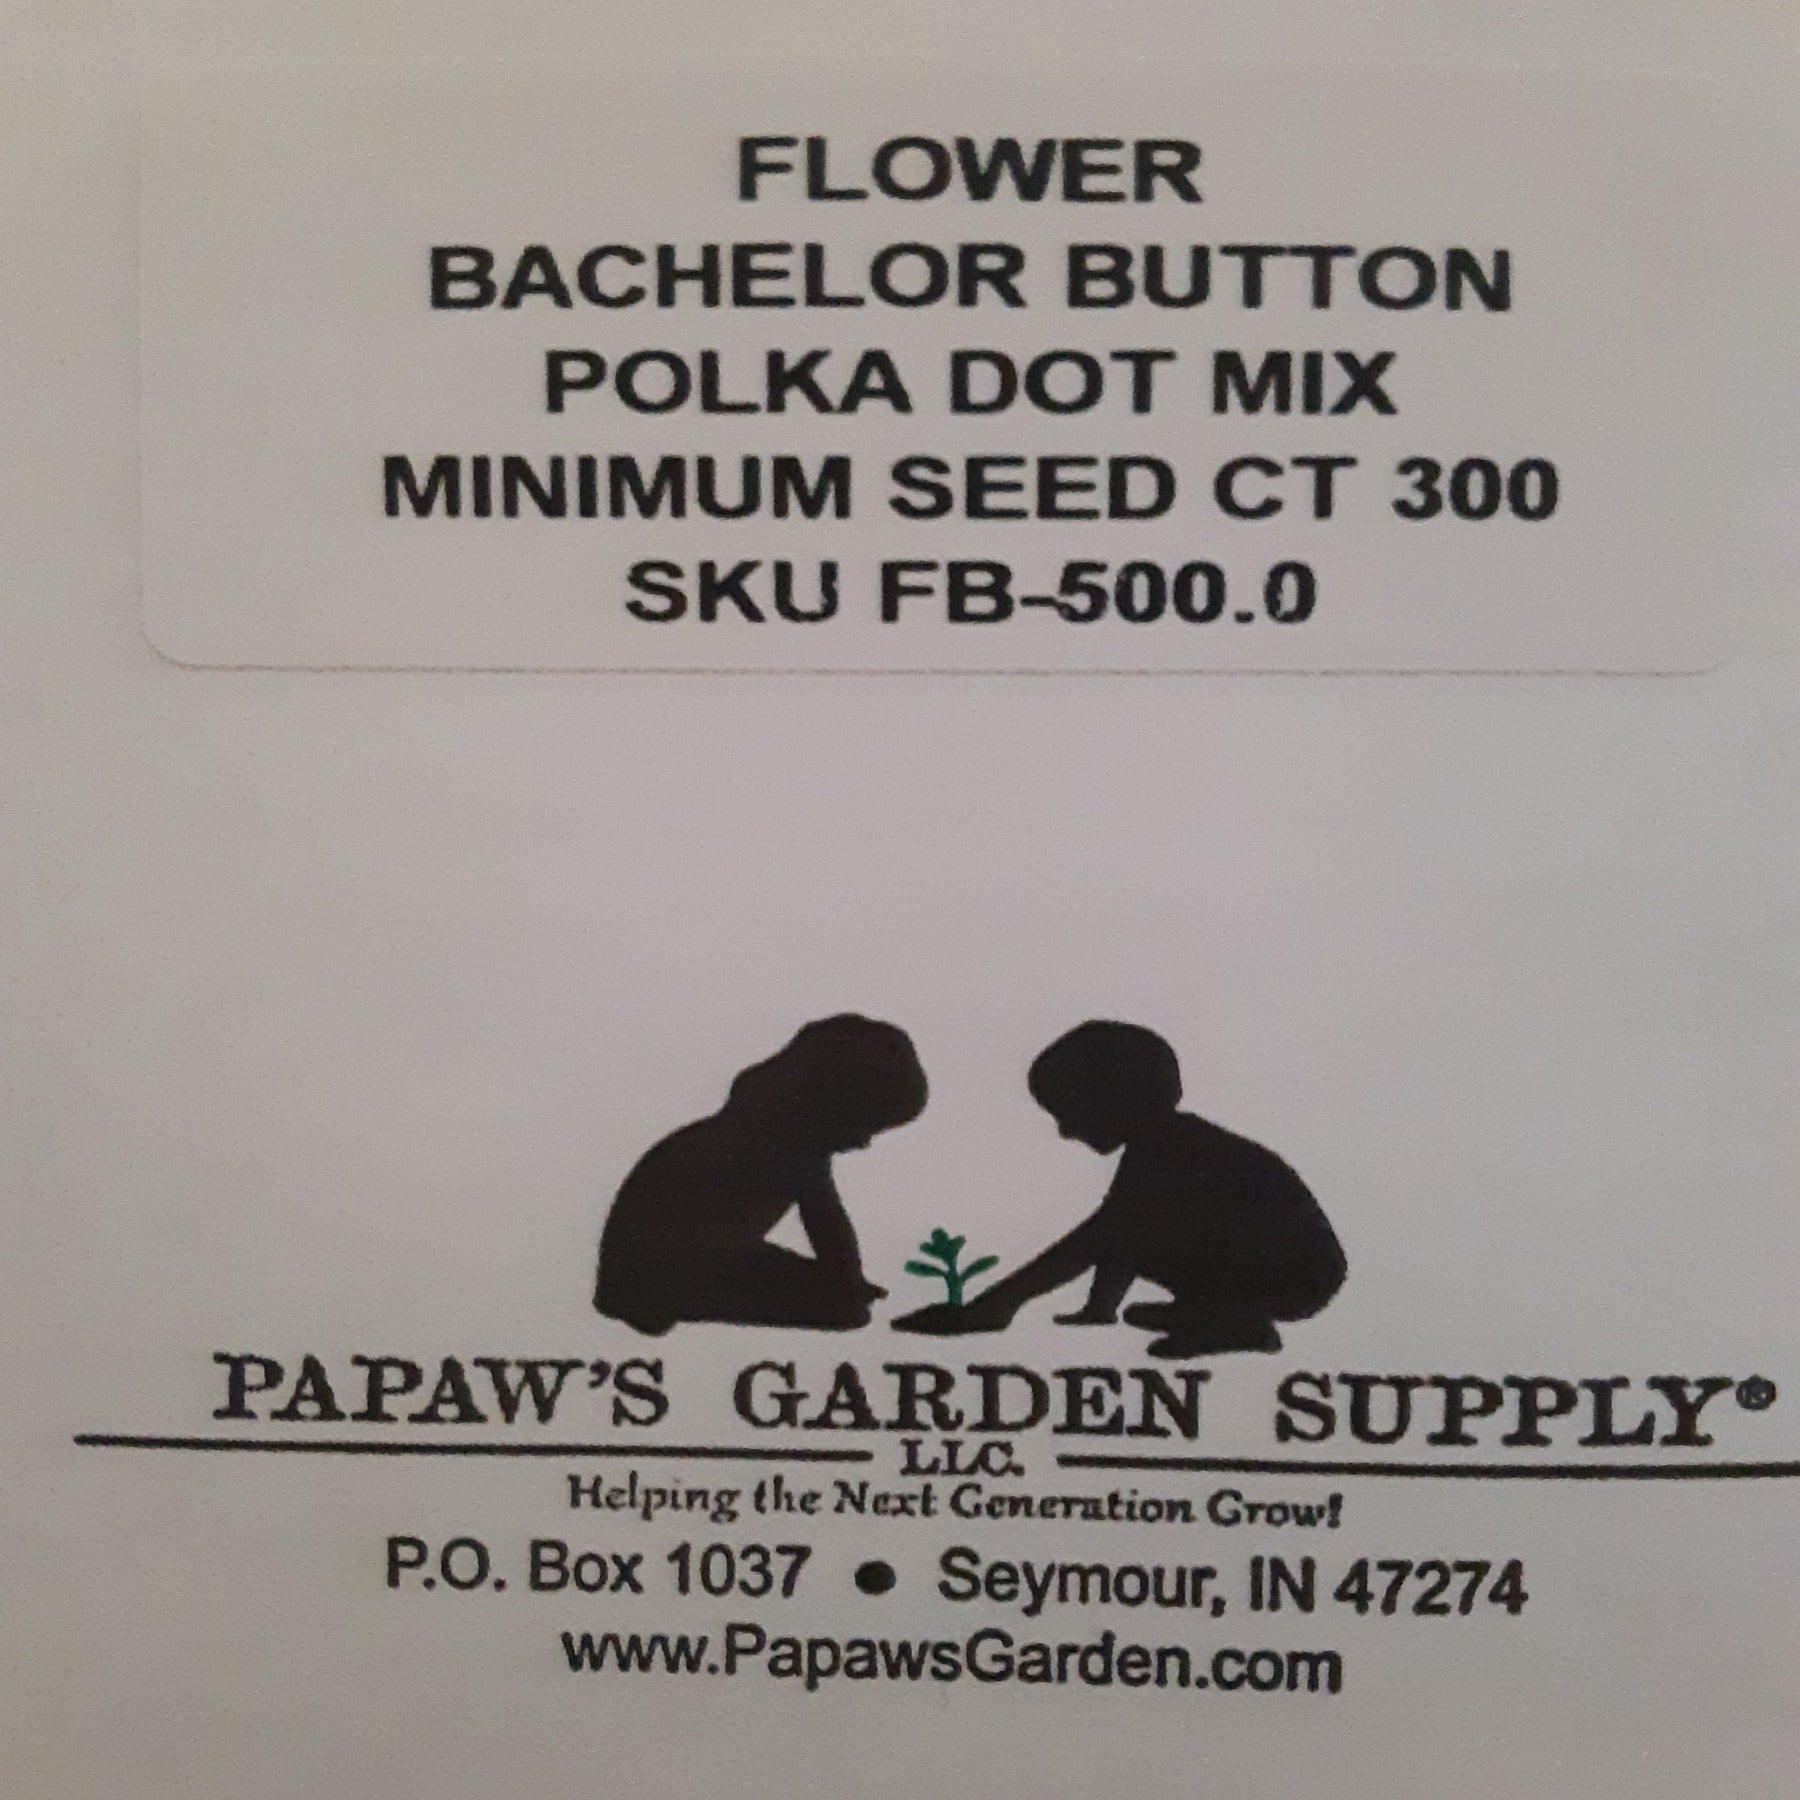 FLOWER
BACHELOR BUTTON
POLKA DOT MIX
MINIMUM SEED CT 300
SKU FB-500.0
PAPAW'S GARDEN SUPPLY®
LLC.
Helping the Next Generation Grow!
P.O. Box 1037 • Seymour, IN 47274
www.PapawsGarden.com